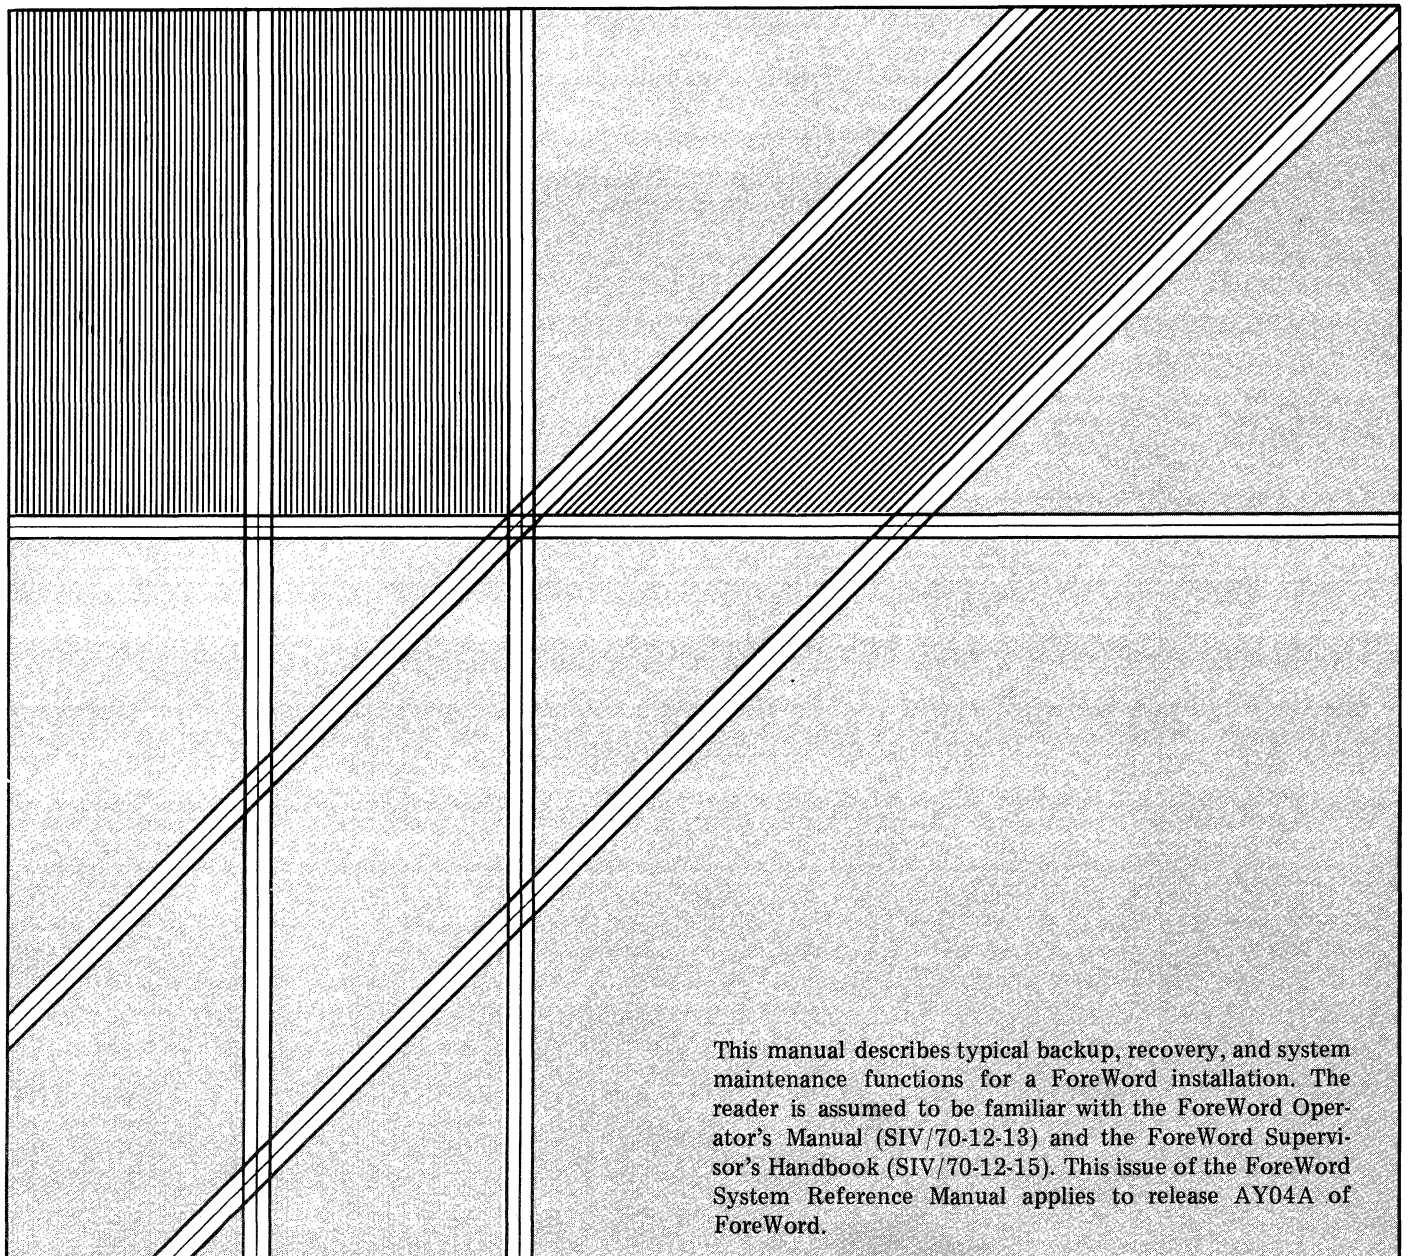 This manual describes typical backup, recovery, and system
maintenance functions for a ForeWord installation. The
reader is assumed to be familiar with the ForeWord Oper-
ator's Manual (SIV/70-12-13) and the ForeWord Supervi-
sor's Handbook (SIV/70-12-15). This issue of the ForeWord
System Reference Manual applies to release AY04A of
ForeWord.